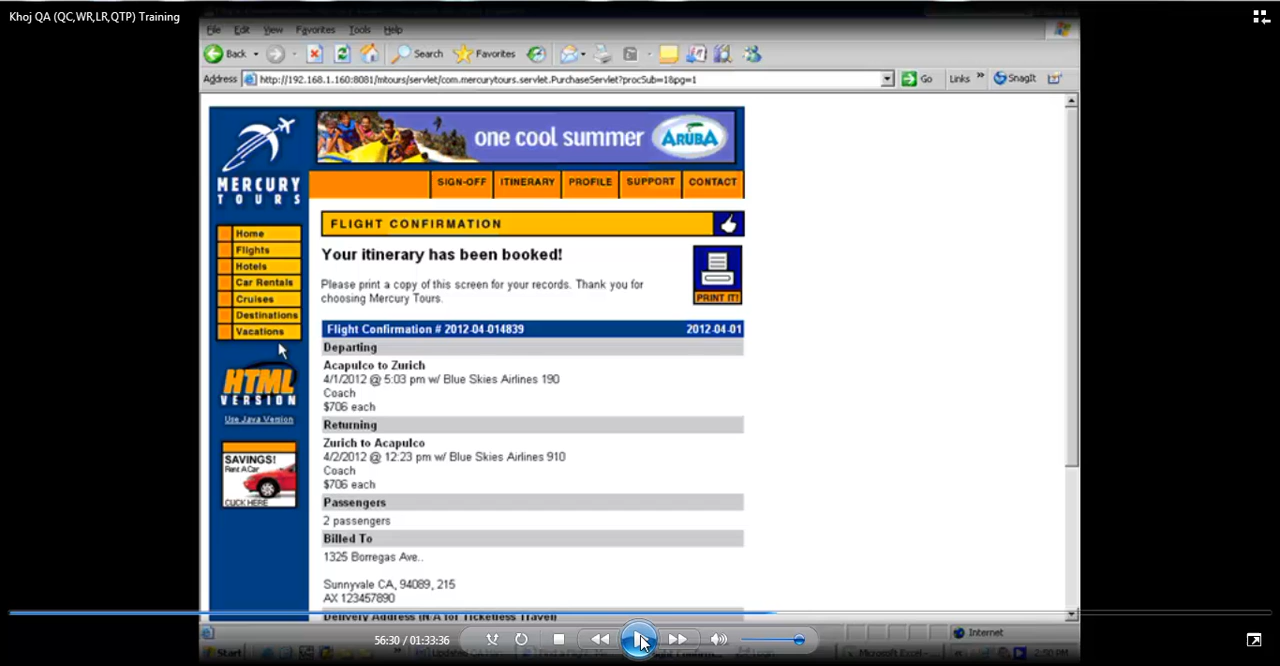 Khoj QA (QC,WR,LR,QTP) Training
File Edit View Favorites Tools Help
Back Search Favorites
Address http://192.168.1.160:8081/mtours/servlet/com.mercurytours.servlet.PurchaseServlet?procSub=1&pg=1 Go Links » SnagIt
one cool summer ARUBA
MERCURY
TOURS
SIGN-OFF ITINERARY PROFILE SUPPORT CONTACT
Home
Flights
Hotels
Car Rentals
Cruises
Destinations
Vacations
HTML
VERSION
Use Java Version
SAVINGS!
Rent A Car
CLICK HERE
FLIGHT CONFIRMATION
Your itinerary has been booked!
PRINT IT!
Please print a copy of this screen for your records. Thank you for
choosing Mercury Tours.
Flight Confirmation # 2012-04-014839 2012-04-01
Departing
Acapulco to Zurich
4/1/2012 @ 5:03 pm w/ Blue Skies Airlines 190
Coach
$706 each
Returning
Zurich to Acapulco
4/2/2012 @ 12:23 pm w/ Blue Skies Airlines 910
Coach
$706 each
Passengers
2 passengers
Billed To
1325 Borregas Ave..
Sunnyvale CA, 94089, 215
AX 123457890
Delivery Address (N/A for Ticketless Travel)
Internet
56:30 / 01:33:36
Start Microsoft Excel 2:50 PM